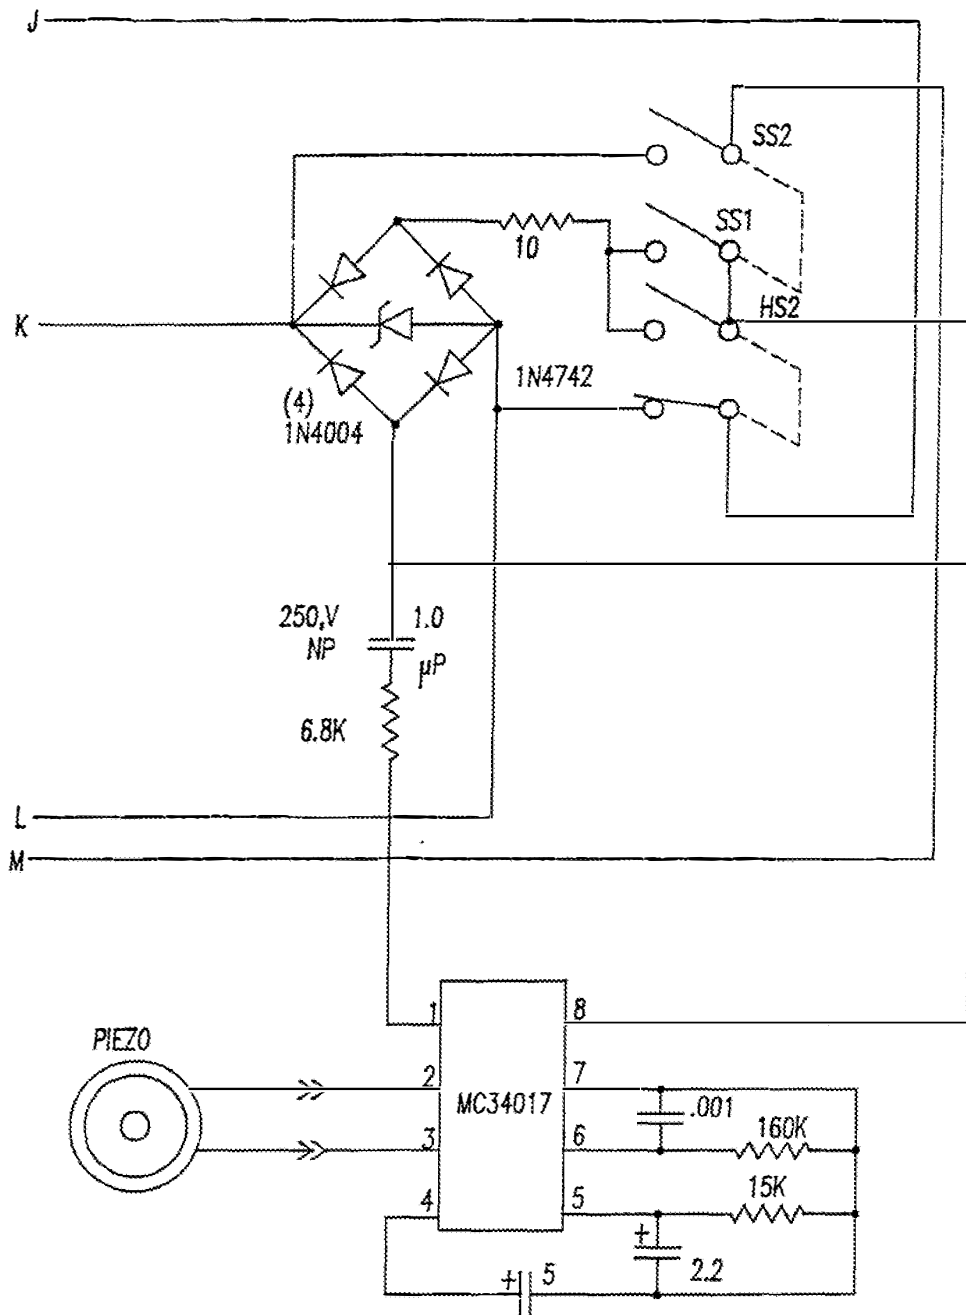 J
SS2
SS1
10
HS2
K
1N4742
(4)
1N4004
250,V
NP
1.0
µP
6.8K
L
M
1
8
PIEZO
2
7
MC34017
.001
3
6
160K
4
5
15K
+
2.2
+
5